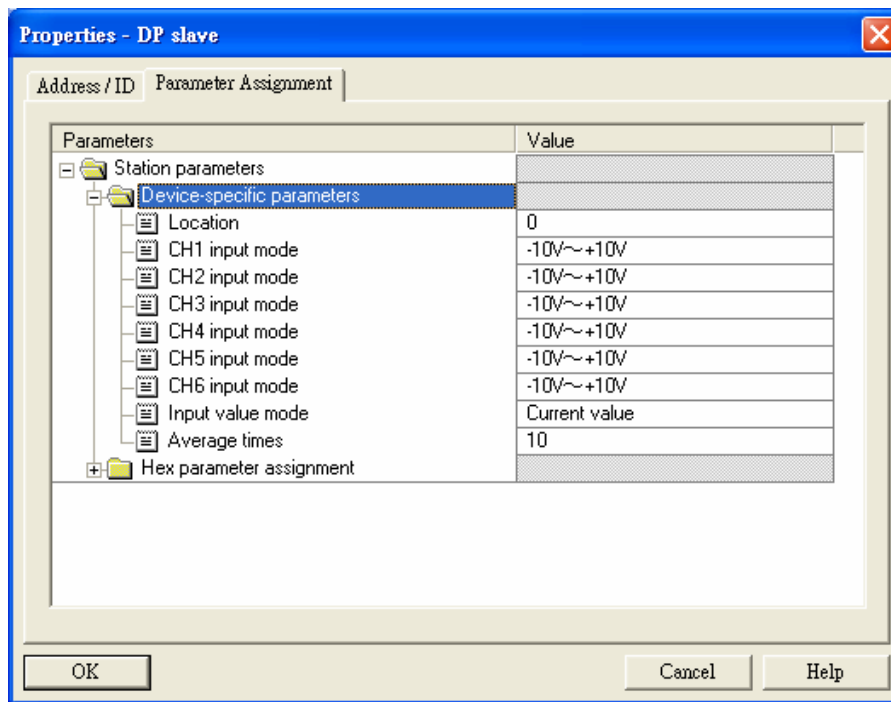 Properties - DP slave
Address / ID Parameter Assignment
Parameters Value
Station parameters
Device-specific parameters
Location 0
CH1 input mode -10V～+10V
CH2 input mode -10V～+10V
CH3 input mode -10V～+10V
CH4 input mode -10V～+10V
CH5 input mode -10V～+10V
CH6 input mode -10V～+10V
Input value mode Current value
Average times 10
Hex parameter assignment
OK Cancel Help